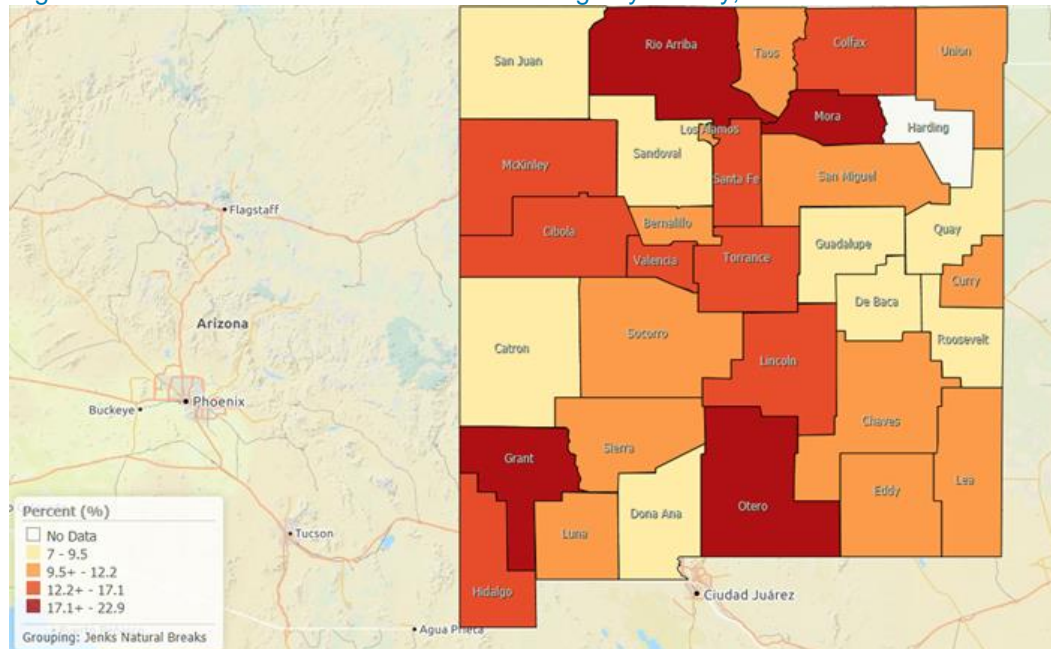 San Juan
Rio Arriba
Taos
Colfax
Union
Mora
Harding
Los Alamos
Sandoval
McKinley
Santa Fe
San Miguel
Flagstaff
Bernalillo
Quay
Cibola
Guadalupe
Valencia
Torrance
Curry
De Baca
Arizona
Socorro
Catron
Roosevelt
Lincoln
Phoenix
Buckeye
Chaves
Sierra
Grant
Lea
Eddy
Otero
Dona Ana
Luna
Tucson
Hidalgo
Ciudad Juárez
Agua Prieta
Percent (%)
No Data
7 - 9.5
9.5+ - 12.2
12.2+ - 17.1
17.1+ - 22.9
Grouping: Jenks Natural Breaks